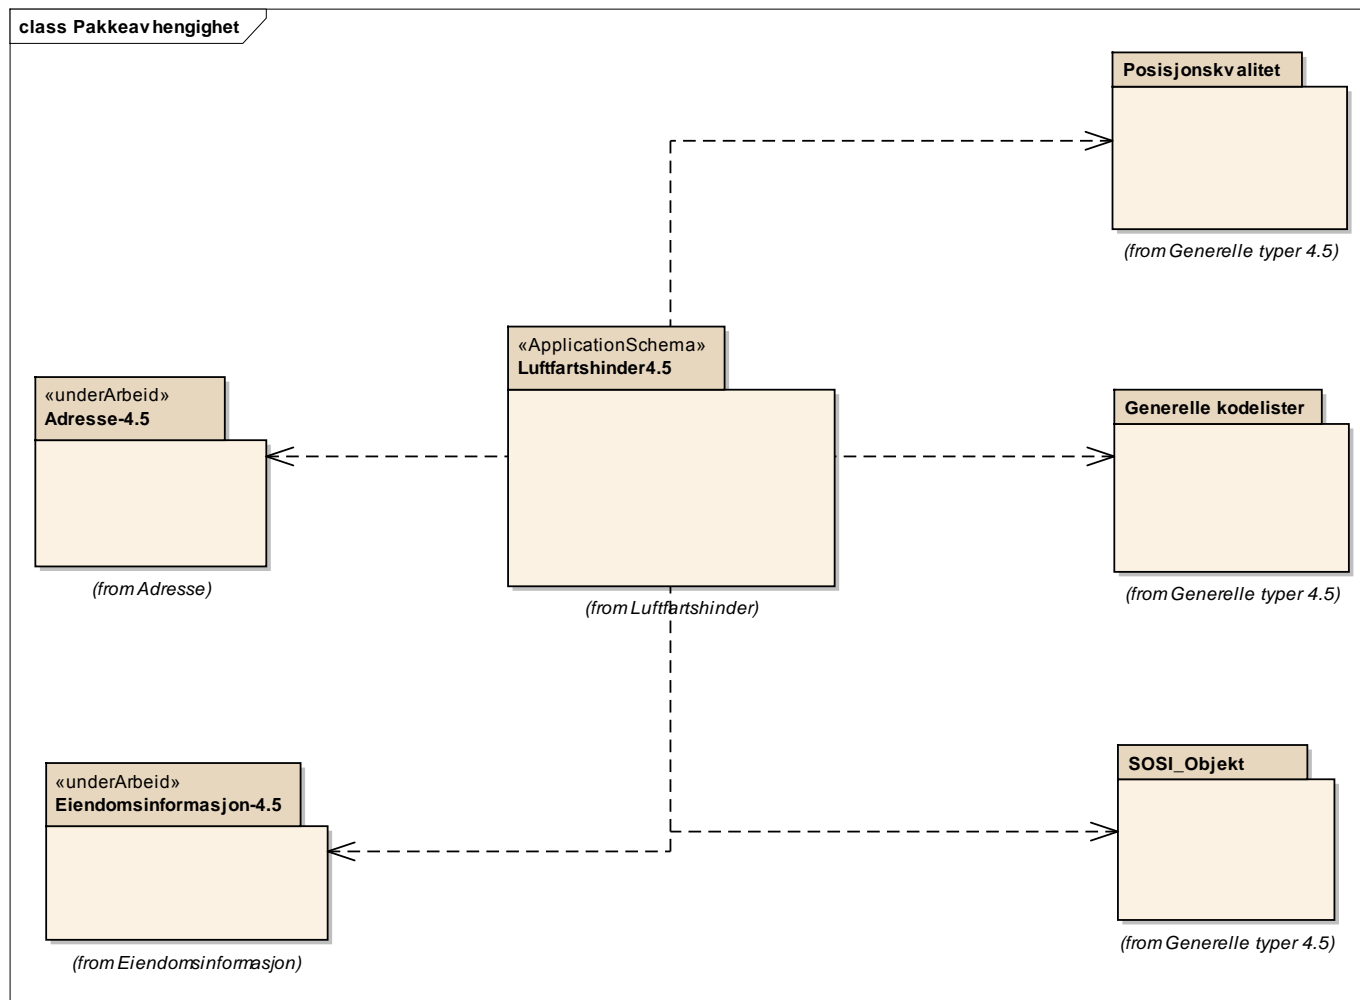 class Pakkeavhengighet
Posisjonskvalitet
(from Generelle typer 4.5)
«ApplicationSchema»
Luftfartshinder4.5
(from Luftfartshinder)
«underArbeid»
Adresse-4.5
(from Adresse)
Generelle kodelister
(from Generelle typer 4.5)
«underArbeid»
Eiendomsinformasjon-4.5
(from Eiendomsinformasjon)
SOSI_Objekt
(from Generelle typer 4.5)